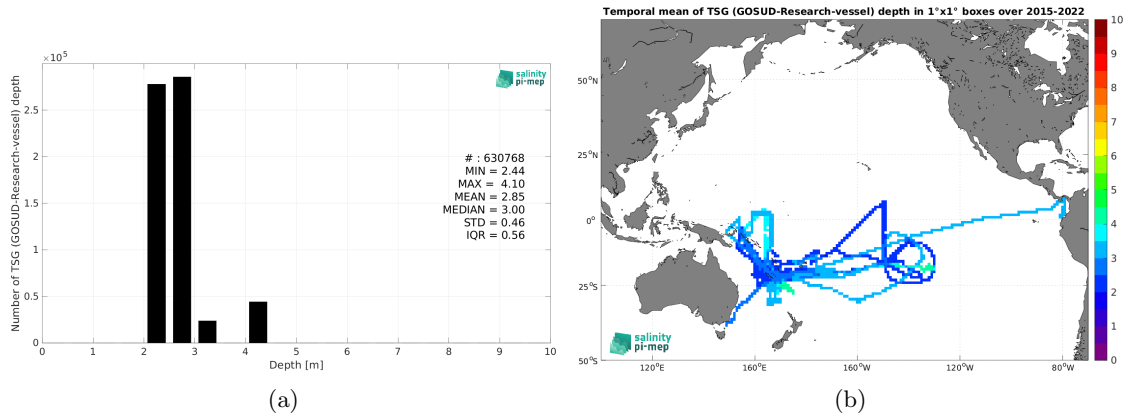 ×10^5
2.5
2
1.5
1
0.5
0
Number of TSG (GOSUD-Research-vessel) depth
0 1 2 3 4 5 6 7 8 9 10
Depth [m]
salinity
pi-mep
# : 630768
MIN = 2.44
MAX = 4.10
MEAN = 2.85
MEDIAN = 3.00
STD = 0.46
IQR = 0.56
(a)
Temporal mean of TSG (GOSUD-Research-vessel) depth in 1°x1° boxes over 2015-2022
50°N
25°N
0°
25°S
50°S
120°E 160°E 160°W 120°W 80°W
salinity
pi-mep
10
9
8
7
6
5
4
3
2
1
0
(b)